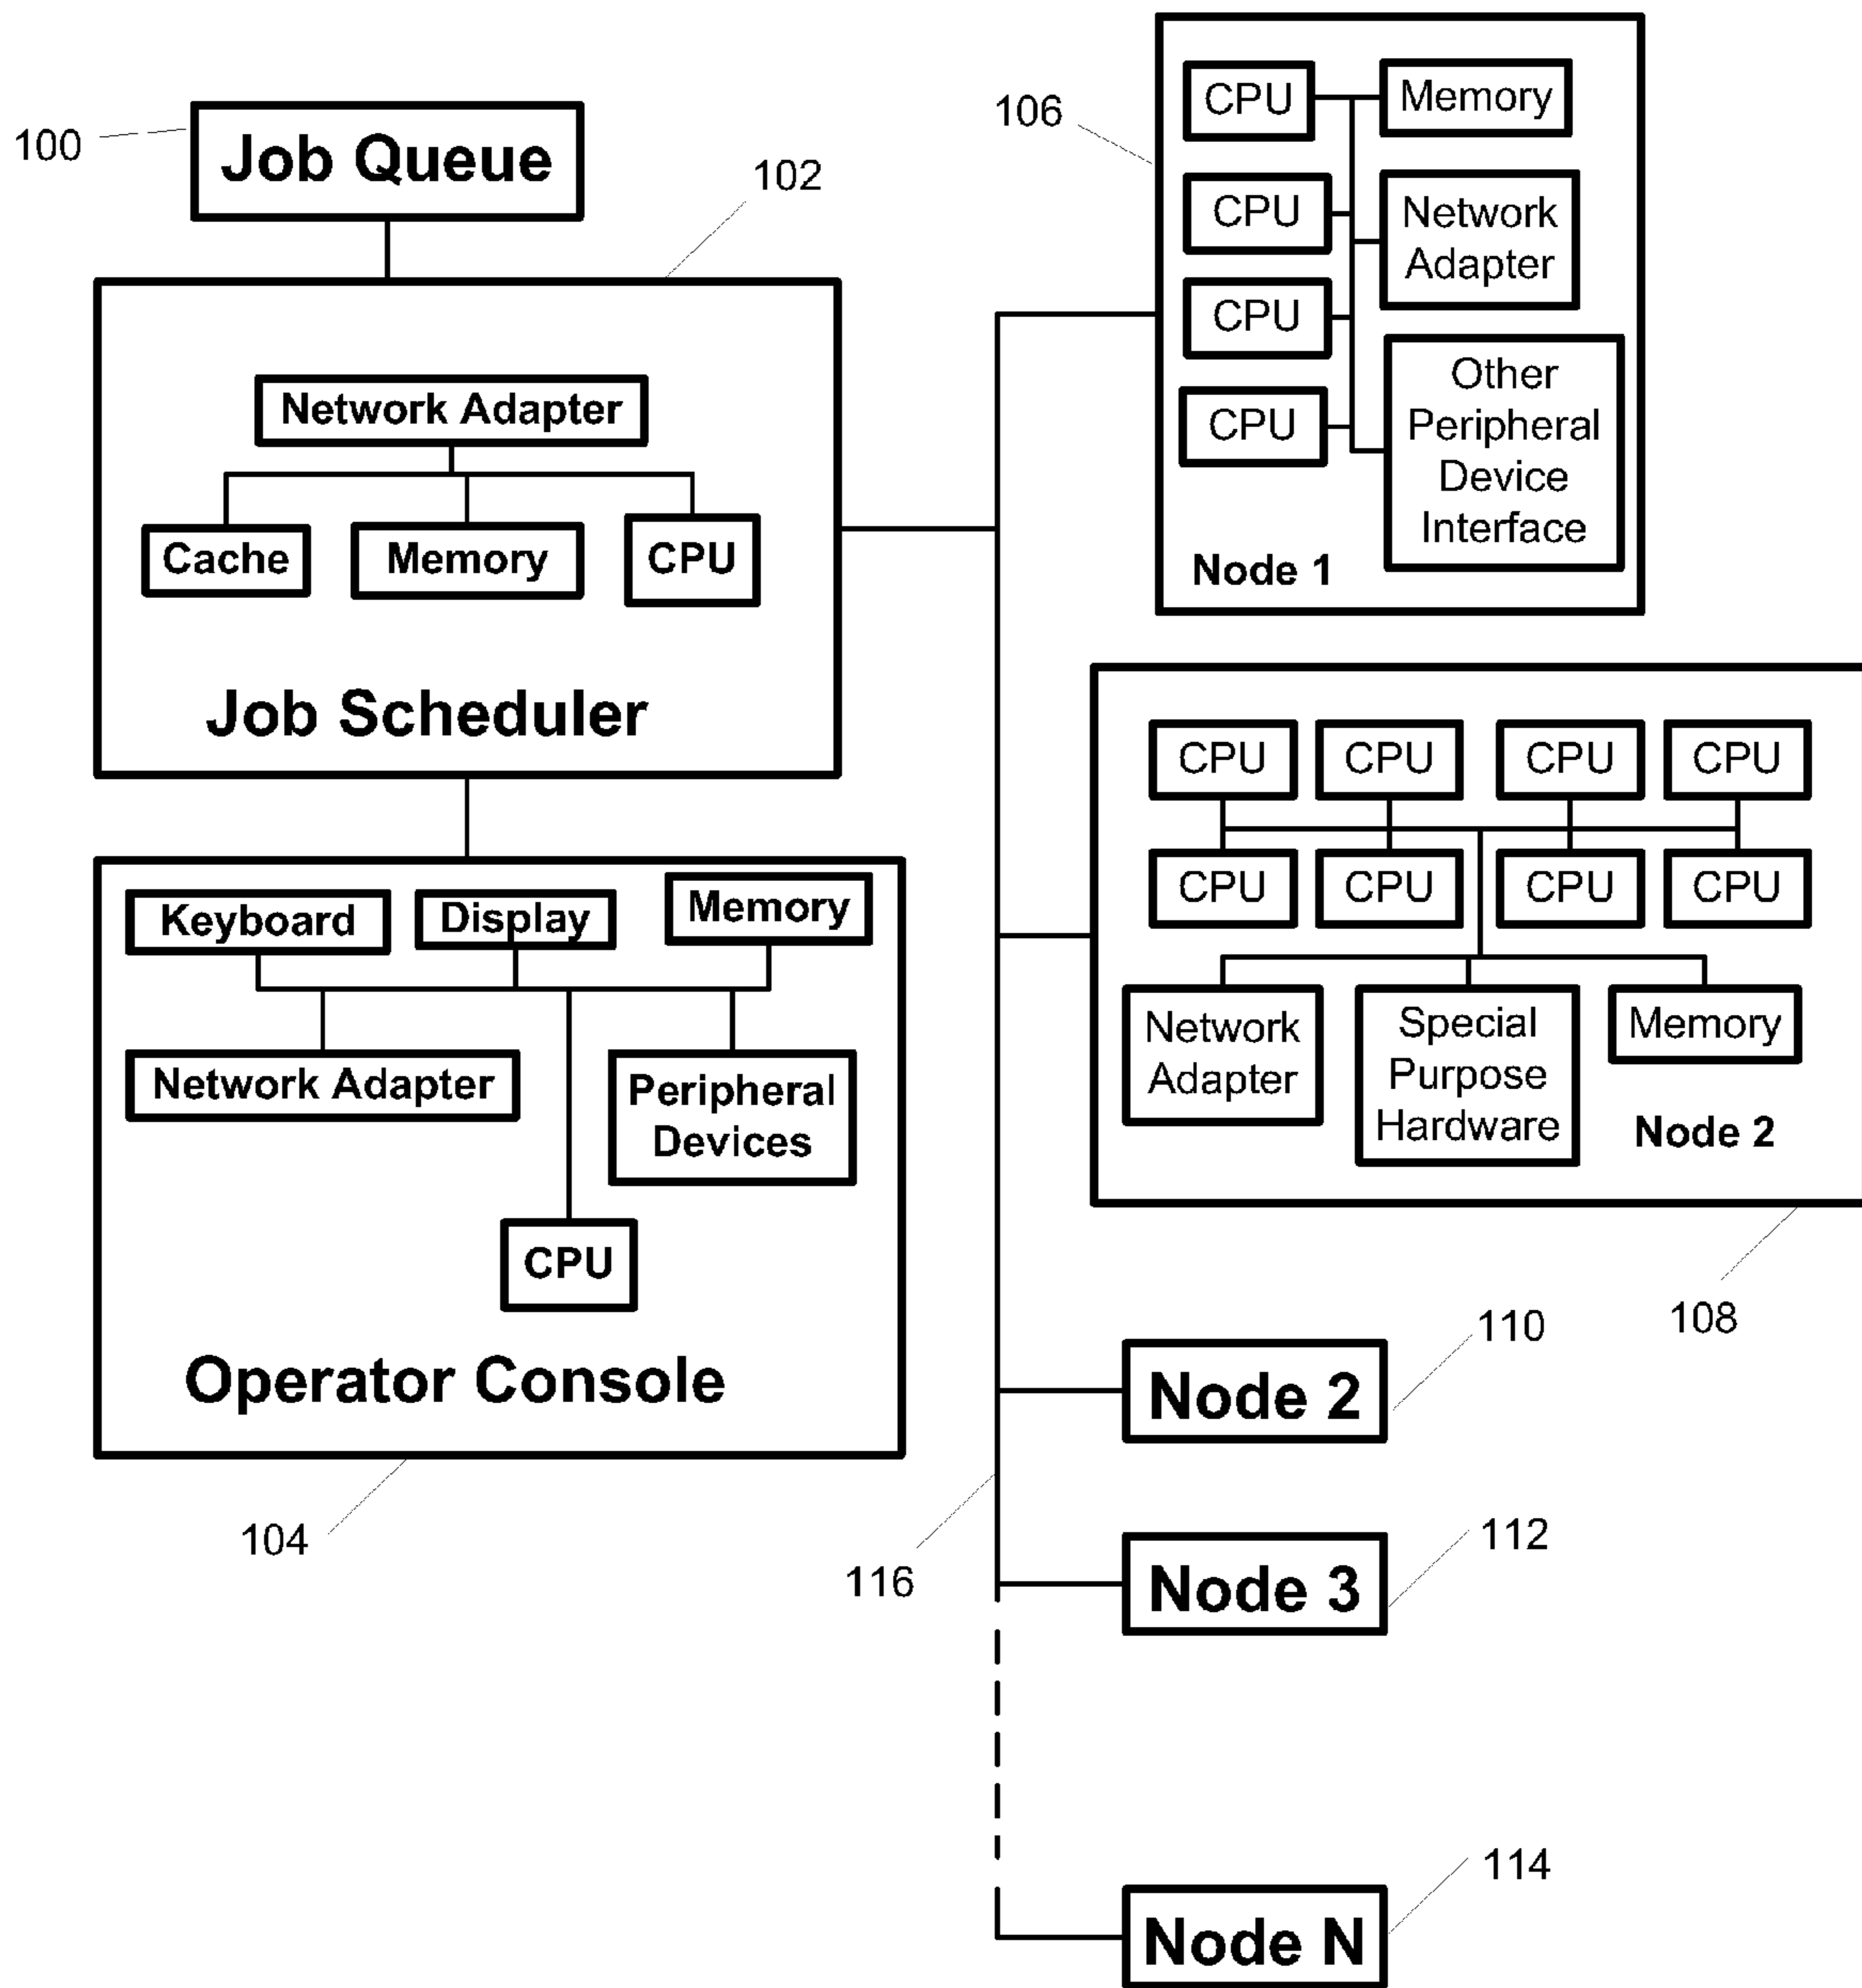 100
Job Queue
102
Network Adapter
Cache
Memory
CPU
Job Scheduler
Keyboard
Display
Memory
Network Adapter
Peripheral
Devices
CPU
Operator Console
104
106
CPU
Memory
CPU
Network
Adapter
CPU
CPU
Other
Peripheral
Device
Interface
Node 1
CPU
CPU
CPU
CPU
CPU
CPU
CPU
CPU
Network
Adapter
Special
Purpose
Hardware
Memory
Node 2
108
Node 2
110
116
Node 3
112
Node N
114